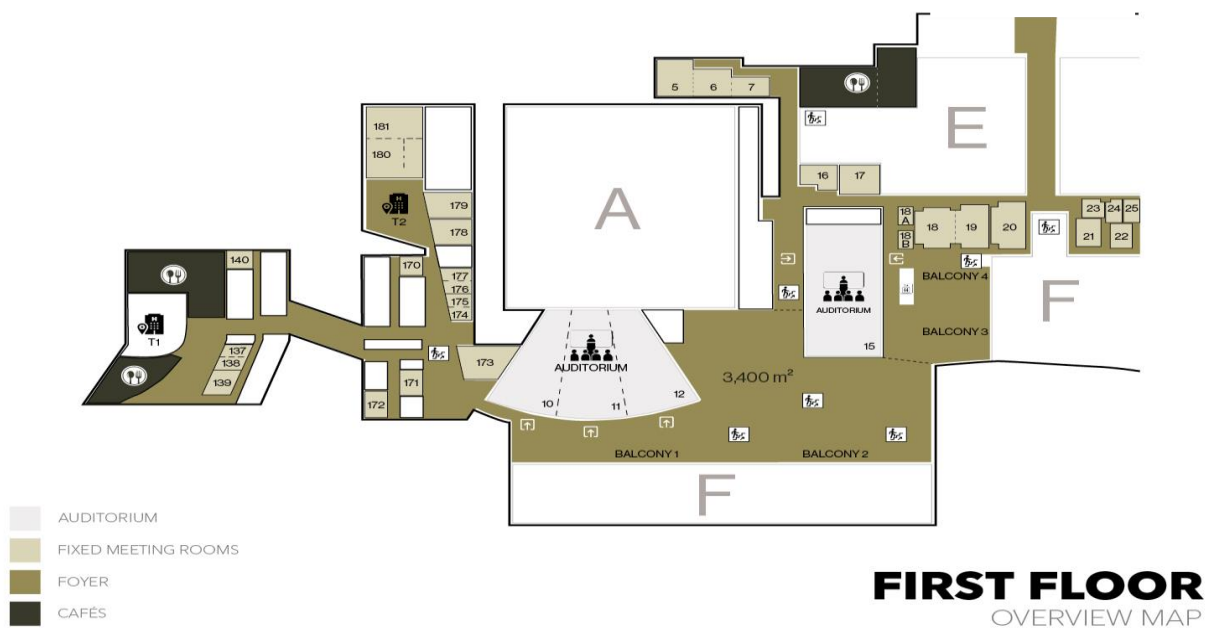 5
6
7
E
181
180
A
16
17
179
T2
178
18
A
18
B
18
19
20
23
24
25
21
22
140
170
177
176
175
174
BALCONY 4
F
T1
AUDITORIUM
BALCONY 3
137
138
139
173
15
AUDITORIUM
3,400 m²
171
172
10
11
12
BALCONY 1
BALCONY 2
F
AUDITORIUM
FIXED MEETING ROOMS
FOYER
CAFÉS
FIRST FLOOR
OVERVIEW MAP